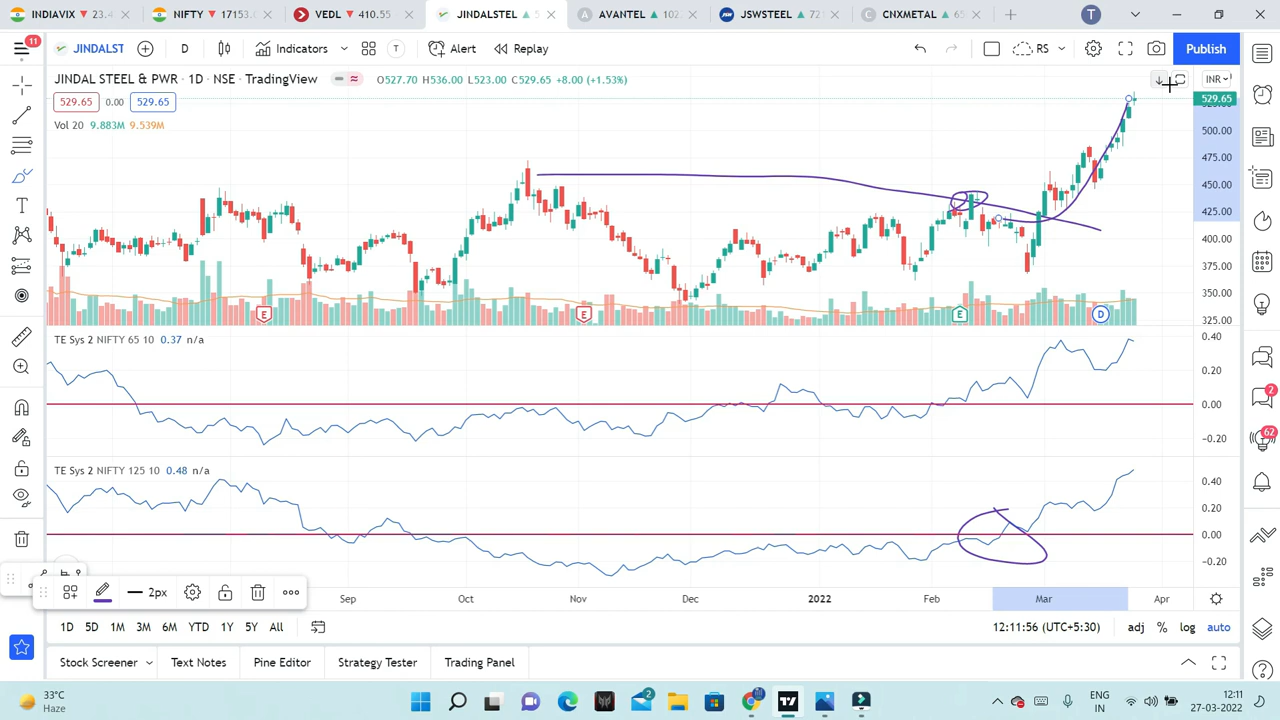 INDIAVIX 23.4
NIFTY 17153.0
VEDL 410.55
JINDALSTEL 5
AVANTEL 102
JSWSTEEL 72
CNXMETAL 65
T
11
JINDALST
D
Indicators
T
Alert
Replay
RS
Publish
JINDAL STEEL & PWR · 1D · NSE · TradingView
O527.70 H536.00 L523.00 C529.65 +8.00 (+1.53%)
INR
529.65 0.00 529.65
Vol 20 9.883M 9.539M
529.65
500.00
475.00
450.00
425.00
400.00
375.00
350.00
325.00
E
E
E
D
TE Sys 2 NIFTY 65 10 0.37 n/a
0.40
0.20
0.00
−0.20
TE Sys 2 NIFTY 125 10 0.48 n/a
0.40
0.20
0.00
−0.20
2
62
2px
Sep Oct Nov Dec 2022 Feb Mar Apr
1D 5D 1M 3M 6M YTD 1Y 5Y All
12:11:56 (UTC+5:30) adj % log auto
Stock Screener Text Notes Pine Editor Strategy Tester Trading Panel
33°C
Haze
2
ENG
IN
12:11
27-03-2022